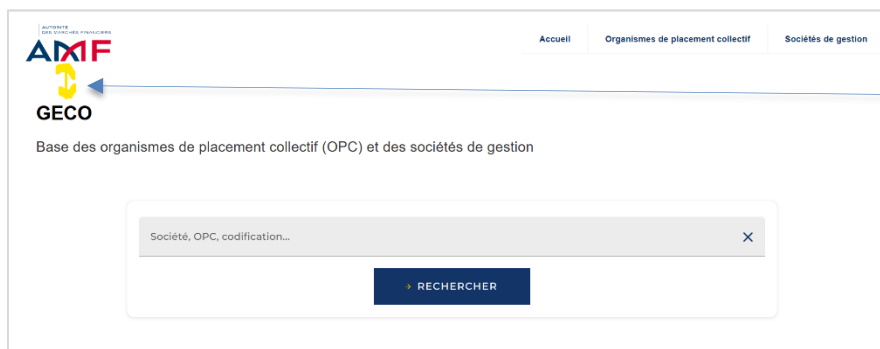 AUTORITÉ
DES MARCHÉS FINANCIERS
AMF
Accueil Organismes de placement collectif Sociétés de gestion
GECO
Base des organismes de placement collectif (OPC) et des sociétés de gestion
Société, OPC, codification...
RECHERCHER